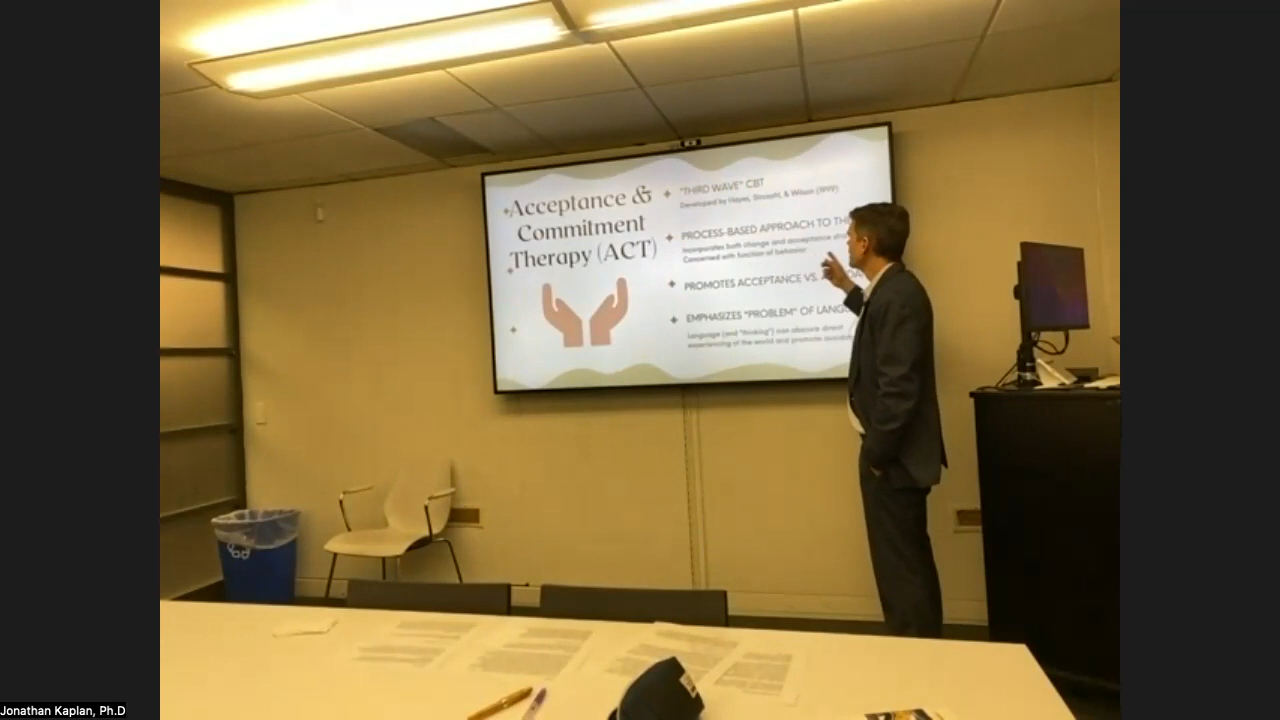 Acceptance &
Commitment
Therapy (ACT)
"THIRD WAVE" CBT
Developed by Hayes, Strosahl, & Wilson (1999)
PROCESS-BASED APPROACH TO
Incorporates both change and acceptance
Concerned with function of behavior
PROMOTES ACCEPTANCE VS.
EMPHASIZES "PROBLEM" OF
Language (and "thinking") can obscure direct
experiencing of the world and promote
Jonathan Kaplan, Ph.D